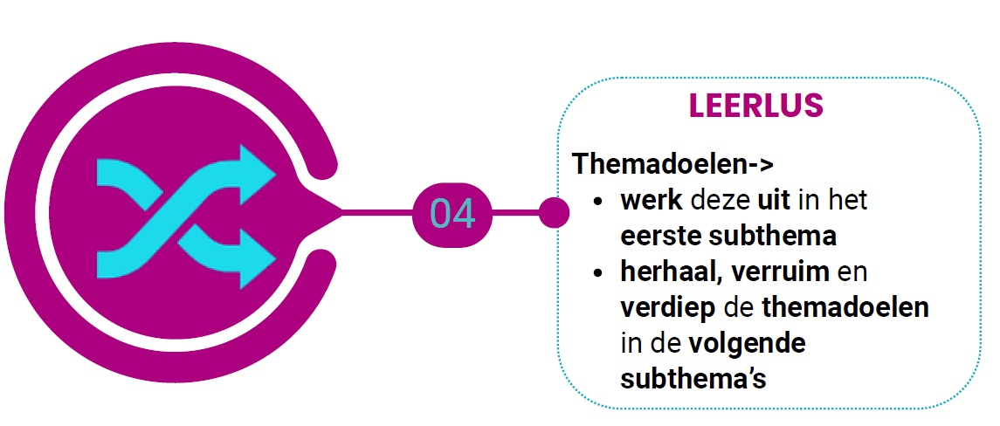 04
LEERLUS
Themadoelen->
• werk deze uit in het
eerste subthema
• herhaal, verruim en
verdiep de themadoelen
in de volgende
subthema’s